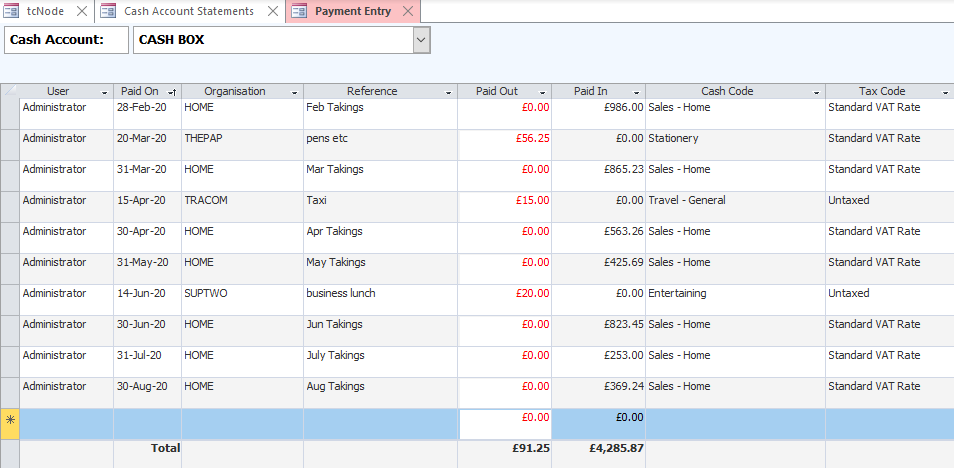 tcNode Cash Account Statements Payment Entry
Cash Account: CASH BOX
User Paid On Organisation Reference Paid Out Paid In Cash Code Tax Code
Administrator 28-Feb-20 HOME Feb Takings £0.00 £986.00 Sales - Home Standard VAT Rate
Administrator 20-Mar-20 THEPAP pens etc £56.25 £0.00 Stationery Standard VAT Rate
Administrator 31-Mar-20 HOME Mar Takings £0.00 £865.23 Sales - Home Standard VAT Rate
Administrator 15-Apr-20 TRACOM Taxi £15.00 £0.00 Travel - General Untaxed
Administrator 30-Apr-20 HOME Apr Takings £0.00 £563.26 Sales - Home Standard VAT Rate
Administrator 31-May-20 HOME May Takings £0.00 £425.69 Sales - Home Standard VAT Rate
Administrator 14-Jun-20 SUPTWO business lunch £20.00 £0.00 Entertaining Untaxed
Administrator 30-Jun-20 HOME Jun Takings £0.00 £823.45 Sales - Home Standard VAT Rate
Administrator 31-Jul-20 HOME July Takings £0.00 £253.00 Sales - Home Standard VAT Rate
Administrator 30-Aug-20 HOME Aug Takings £0.00 £369.24 Sales - Home Standard VAT Rate
£0.00 £0.00
Total £91.25 £4,285.87